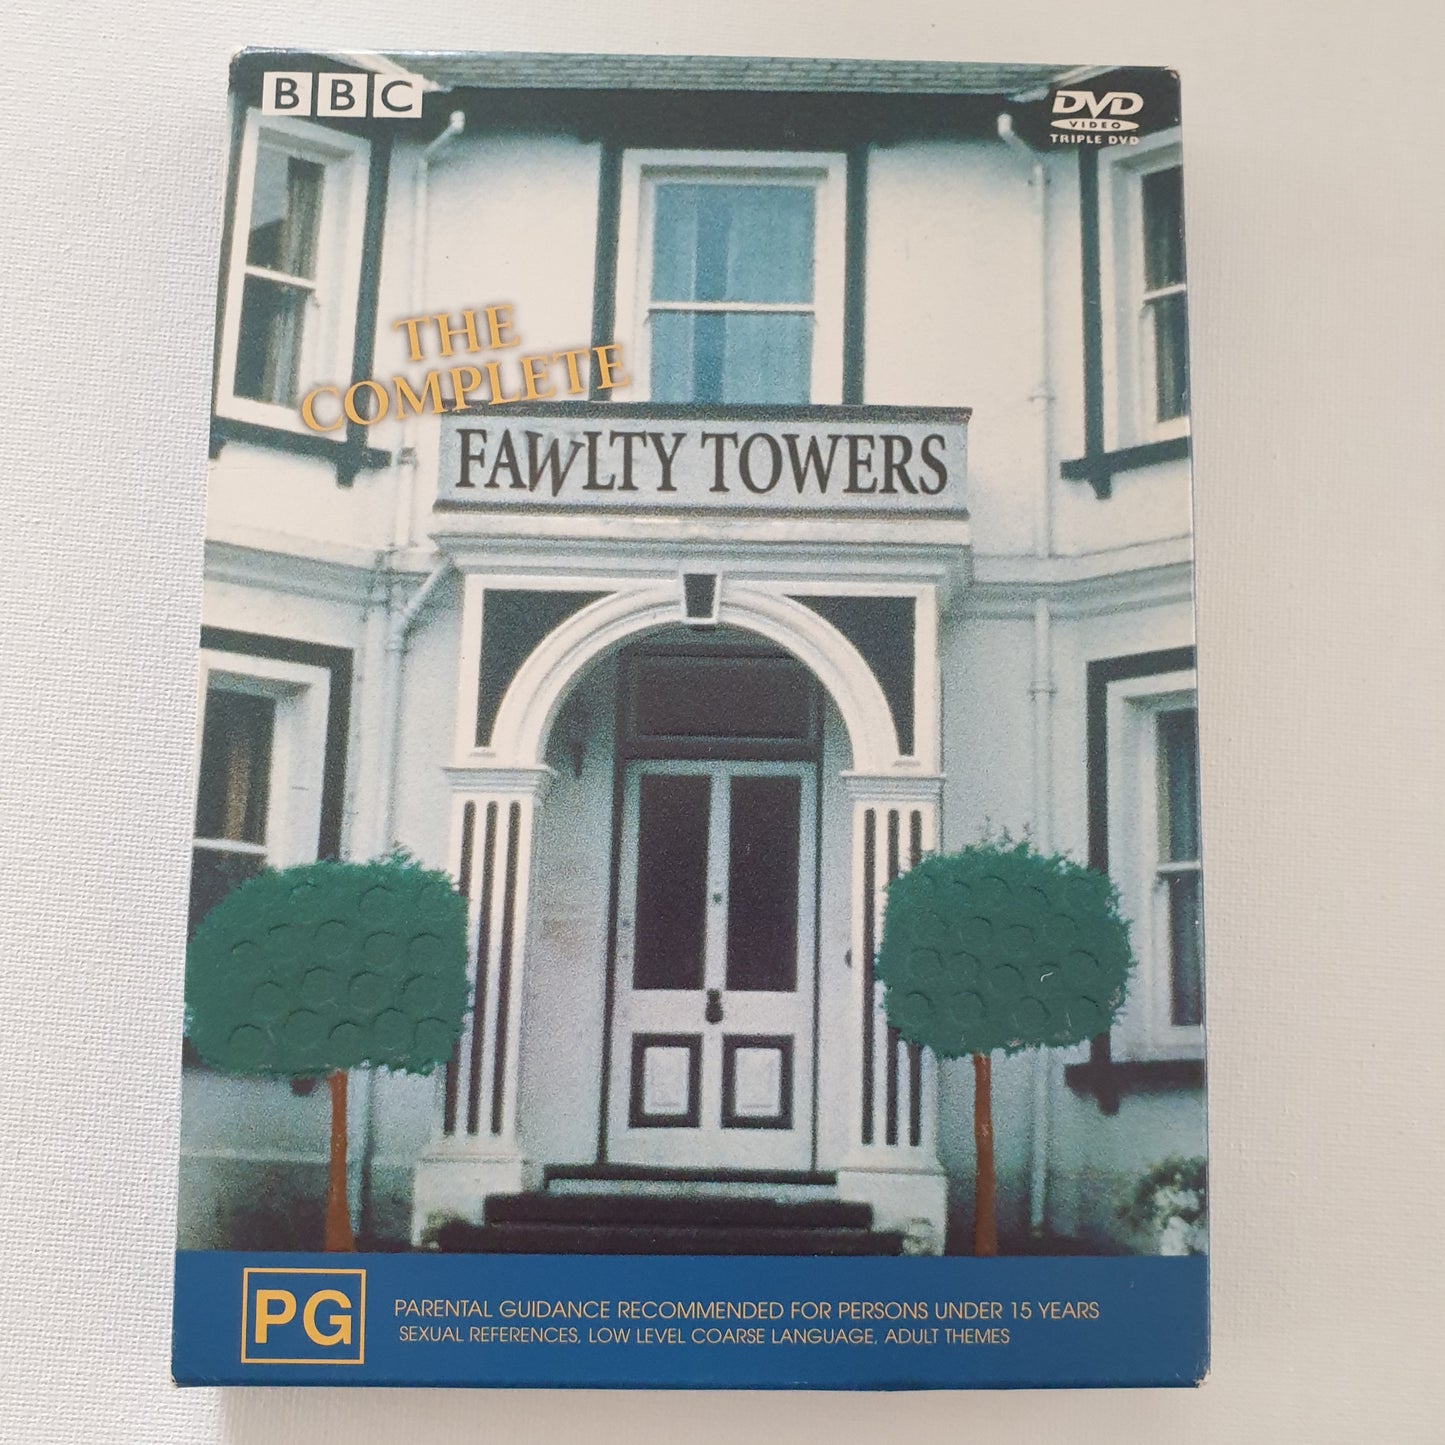 BBC
DVD
VIDEO
TRIPLE DVD
THE
COMPLETE
FAWLTY TOWERS
PG
PARENTAL GUIDANCE RECOMMENDED FOR PERSONS UNDER 15 YEARS
SEXUAL REFERENCES, LOW LEVEL COARSE LANGUAGE, ADULT THEMES